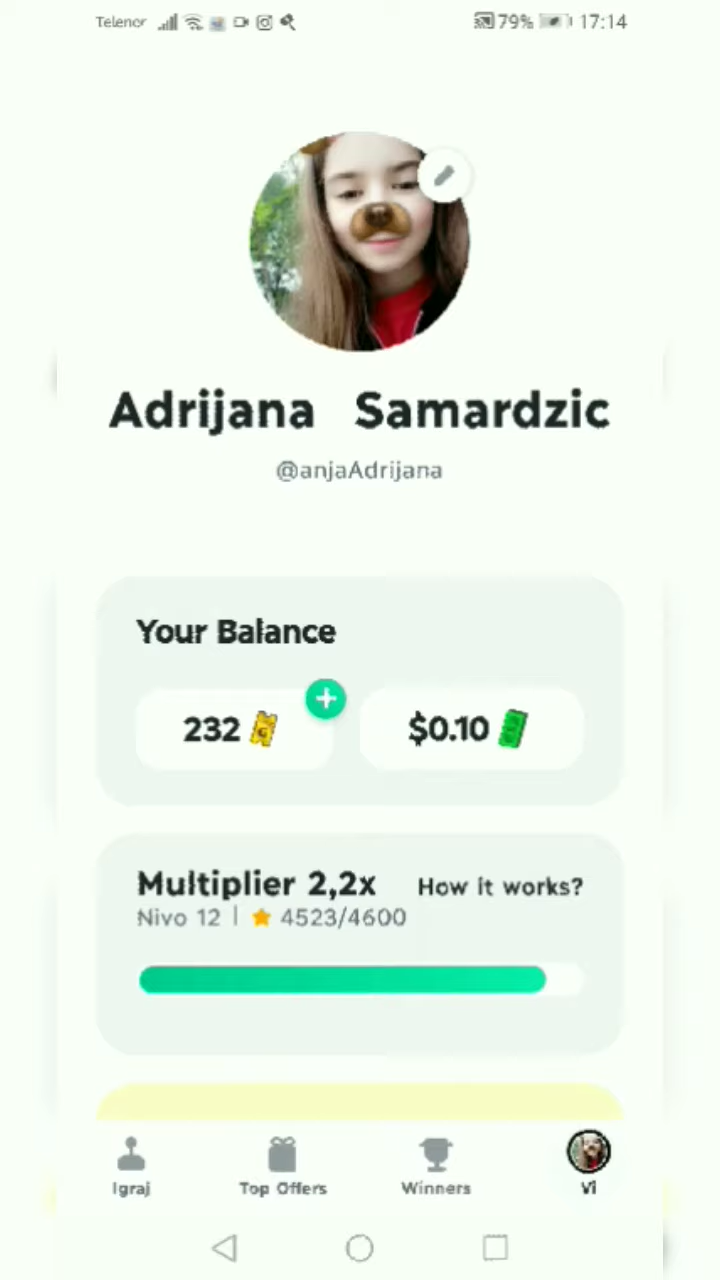 Telenor 79% 17:14
Adrijana Samardzic
@anjaAdrijana
Your Balance
232 $0.10
Multiplier 2,2x How it works?
Nivo 12 | 4523/4600
Igraj Top Offers Winners Vi